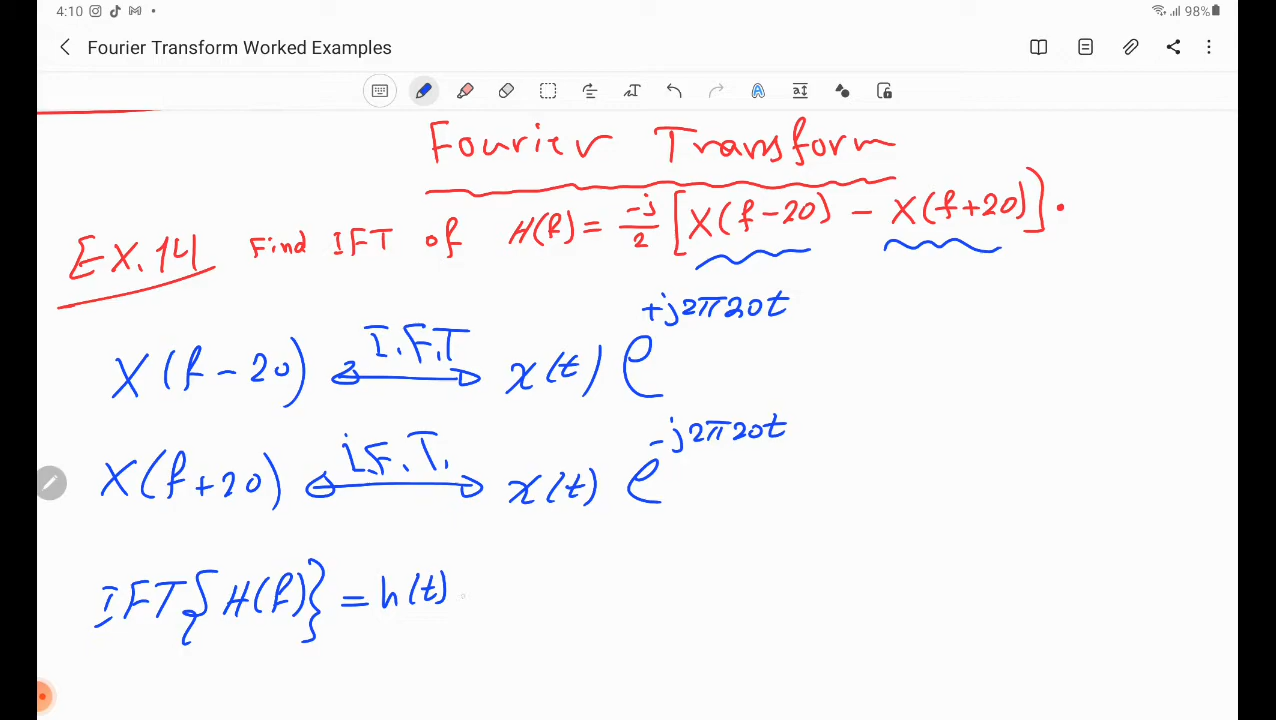 4:10 98%
Fourier Transform Worked Examples
Fourier Transform
EX.14 Find IFT of H(f) = -j/2 [X(f-20) - X(f+20)].
X(f-20) I.F.T x(t) e^{+j2π20t}
X(f+20) i.F.T. x(t) e^{-j2π20t}
IFT{H(f)} = h(t)